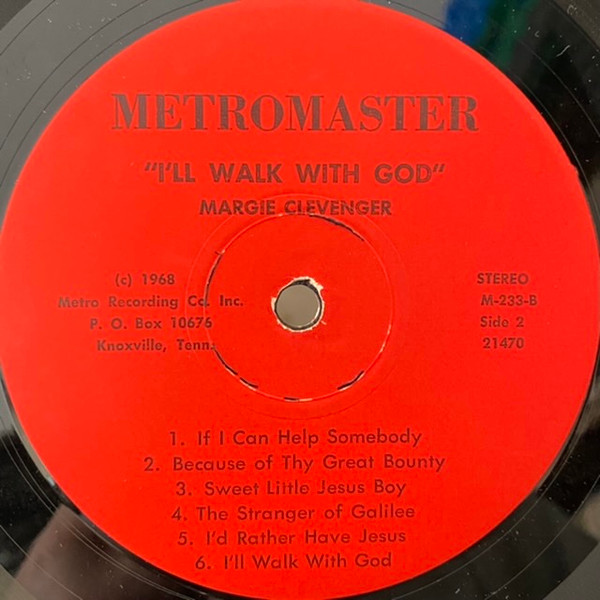 METROMASTER
"I'LL WALK WITH GOD"
MARGIE CLEVENGER
(c) 1968
Metro Recording Co. Inc.
P. O. Box 10676
Knoxville, Tenn.
STEREO
M-233-B
Side 2
21470
1. If I Can Help Somebody
2. Because of Thy Great Bounty
3. Sweet Little Jesus Boy
4. The Stranger of Galilee
5. I'd Rather Have Jesus
6. I'll Walk With God